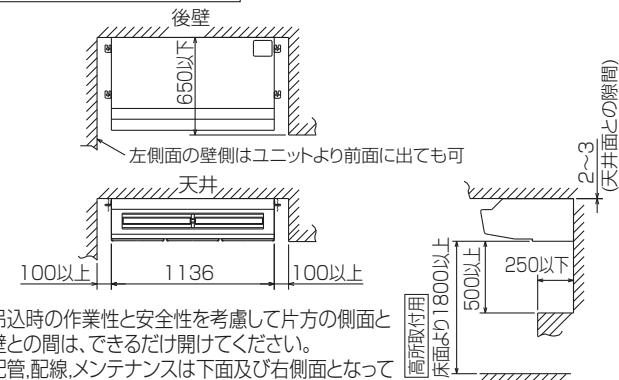 後壁
650以下
左側面の壁側はユニットより前面に出ても可
天井
100以上
1136
100以上
2～3
(天井面との隙間)
250以下
500以上
床面より1800以上
高所取付用
吊込時の作業性と安全性を考慮して片方の側面と
壁との間は、できるだけ開けてください。
配管,配線,メンテナンスは下面及び右側面となって